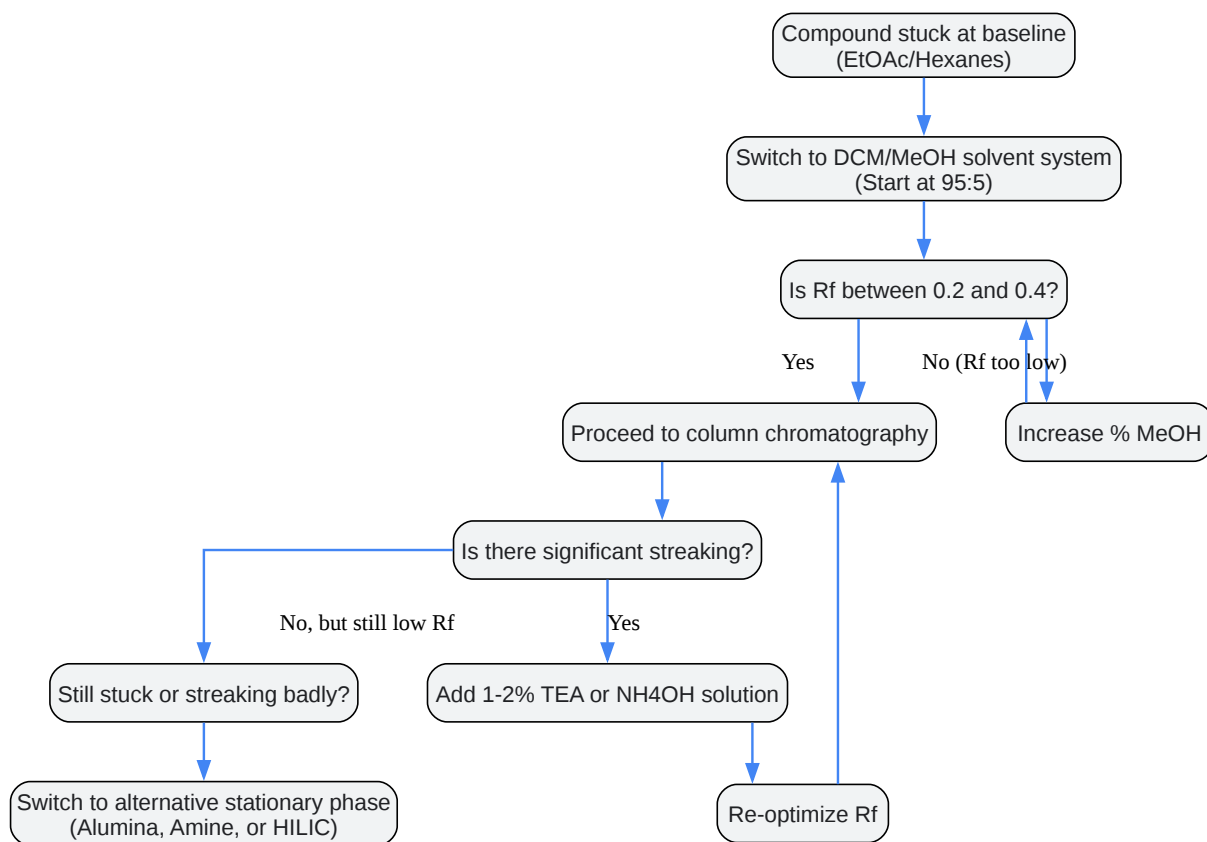 Compound stuck at baseline
(EtOAc/Hexanes)
Switch to DCM/MeOH solvent system
(Start at 95:5)
Is Rf between 0.2 and 0.4?
Yes
No (Rf too low)
Proceed to column chromatography
Increase % MeOH
Is there significant streaking?
No, but still low Rf
Yes
Still stuck or streaking badly?
Add 1-2% TEA or NH4OH solution
Switch to alternative stationary phase
(Alumina, Amine, or HILIC)
Re-optimize Rf